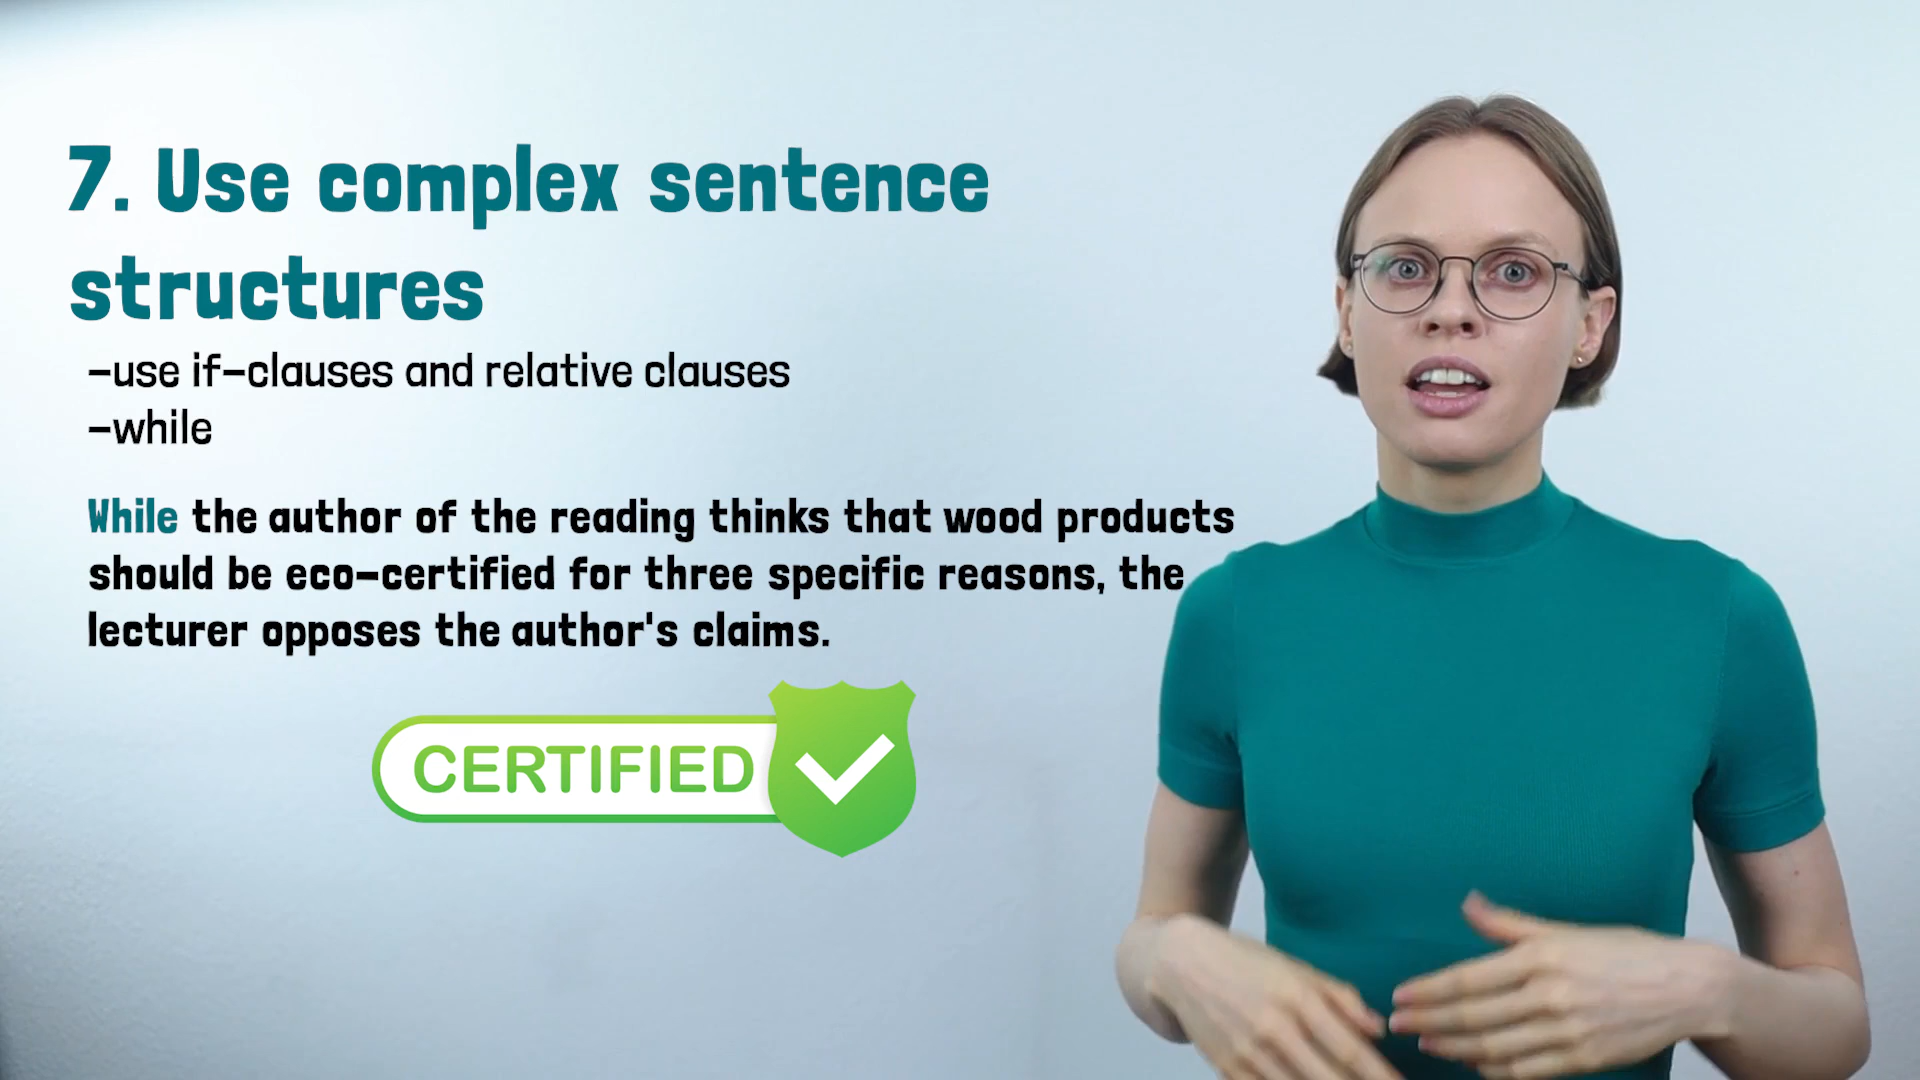 7. Use complex sentence
structures
-use if-clauses and relative clauses
-while
While the author of the reading thinks that wood products
should be eco-certified for three specific reasons, the
lecturer opposes the author's claims.
CERTIFIED